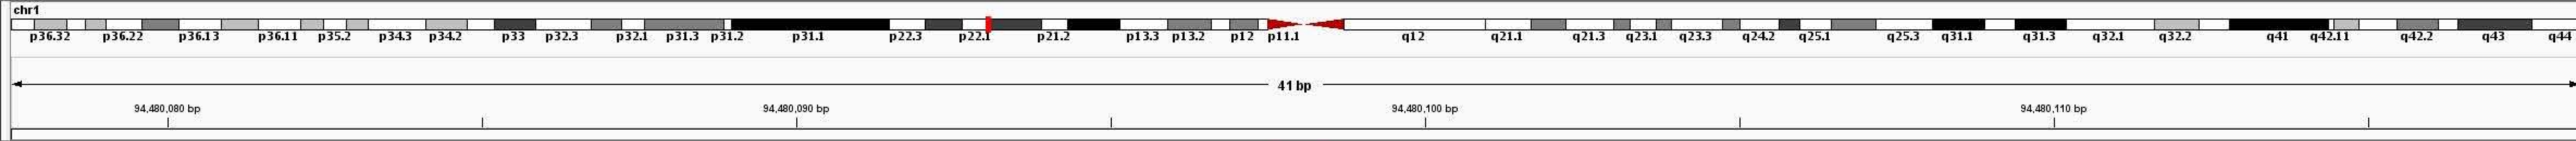 chr1
p36.32 p36.22 p36.13 p36.11 p35.2 p34.3 p34.2 p33 p32.3 p32.1 p31.3 p31.2 p31.1 p22.3 p22.1 p21.2 p13.3 p13.2 p12 p11.1 q12 q21.1 q21.3 q23.1 q23.3 q24.2 q25.1 q25.3 q31.1 q31.3 q32.1 q32.2 q41 q42.11 q42.2 q43 q44
41 bp
94,480,080 bp 94,480,090 bp 94,480,100 bp 94,480,110 bp